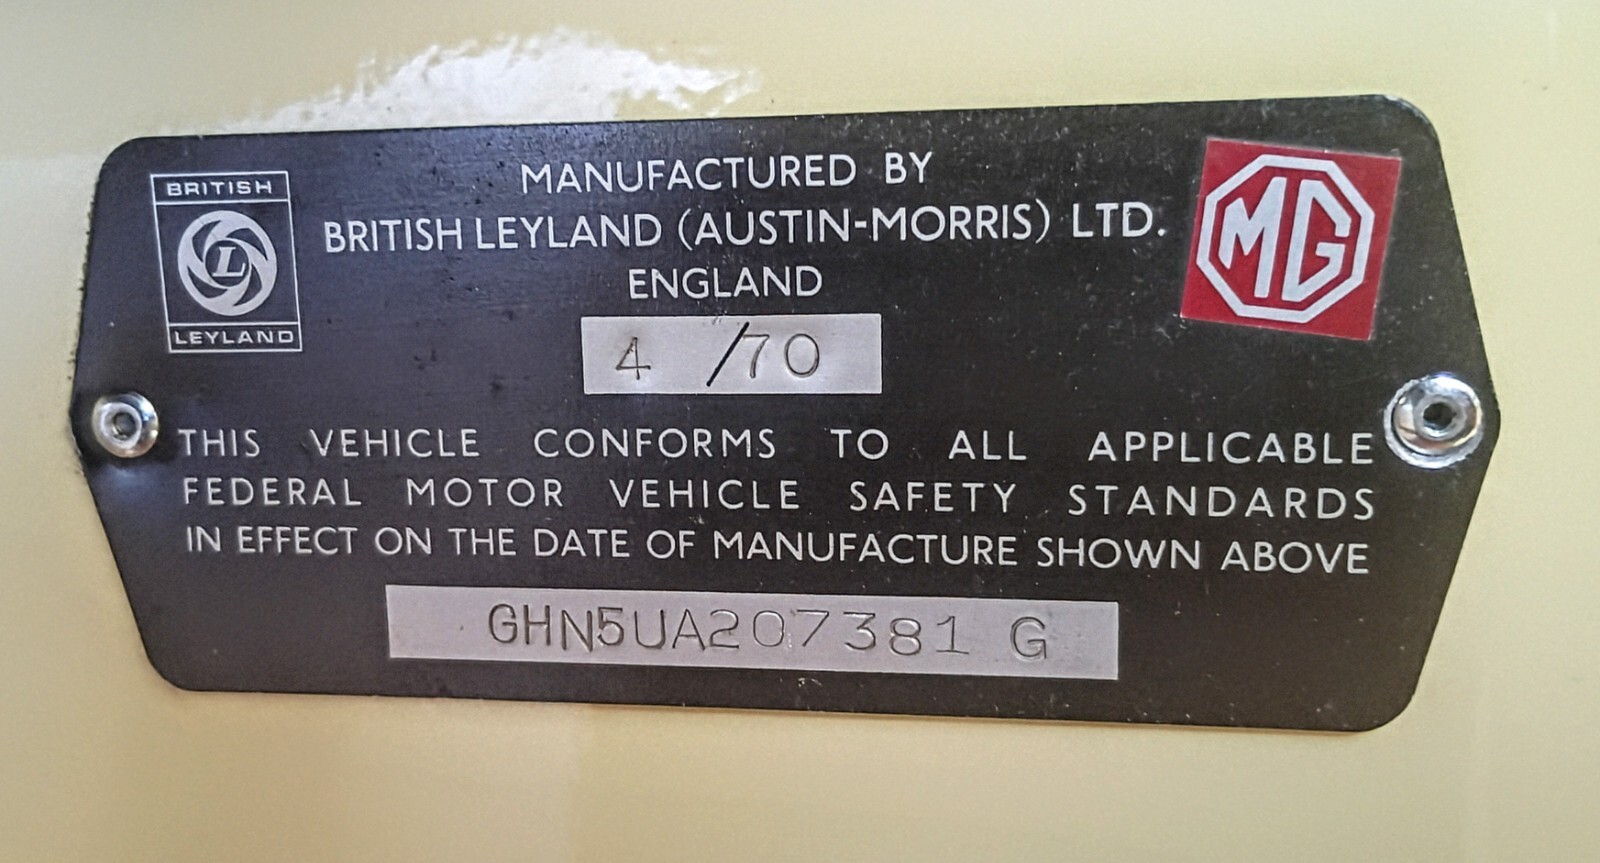 BRITISH
L
LEYLAND
MANUFACTURED BY
BRITISH LEYLAND (AUSTIN-MORRIS) LTD.
ENGLAND
MG
4 /70
THIS VEHICLE CONFORMS TO ALL APPLICABLE
FEDERAL MOTOR VEHICLE SAFETY STANDARDS
IN EFFECT ON THE DATE OF MANUFACTURE SHOWN ABOVE
GHN5UA207381 G